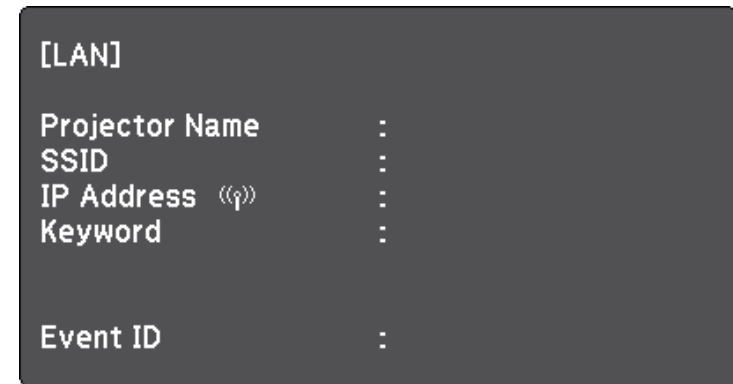 [LAN]
Projector Name :
SSID :
IP Address :
Keyword :
Event ID :